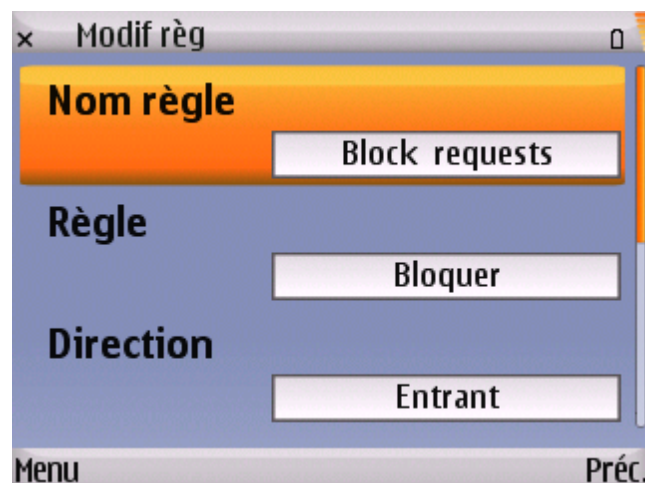 Modif règ
Nom règle
Block requests
Règle
Bloquer
Direction
Entrant
Menu Préc.